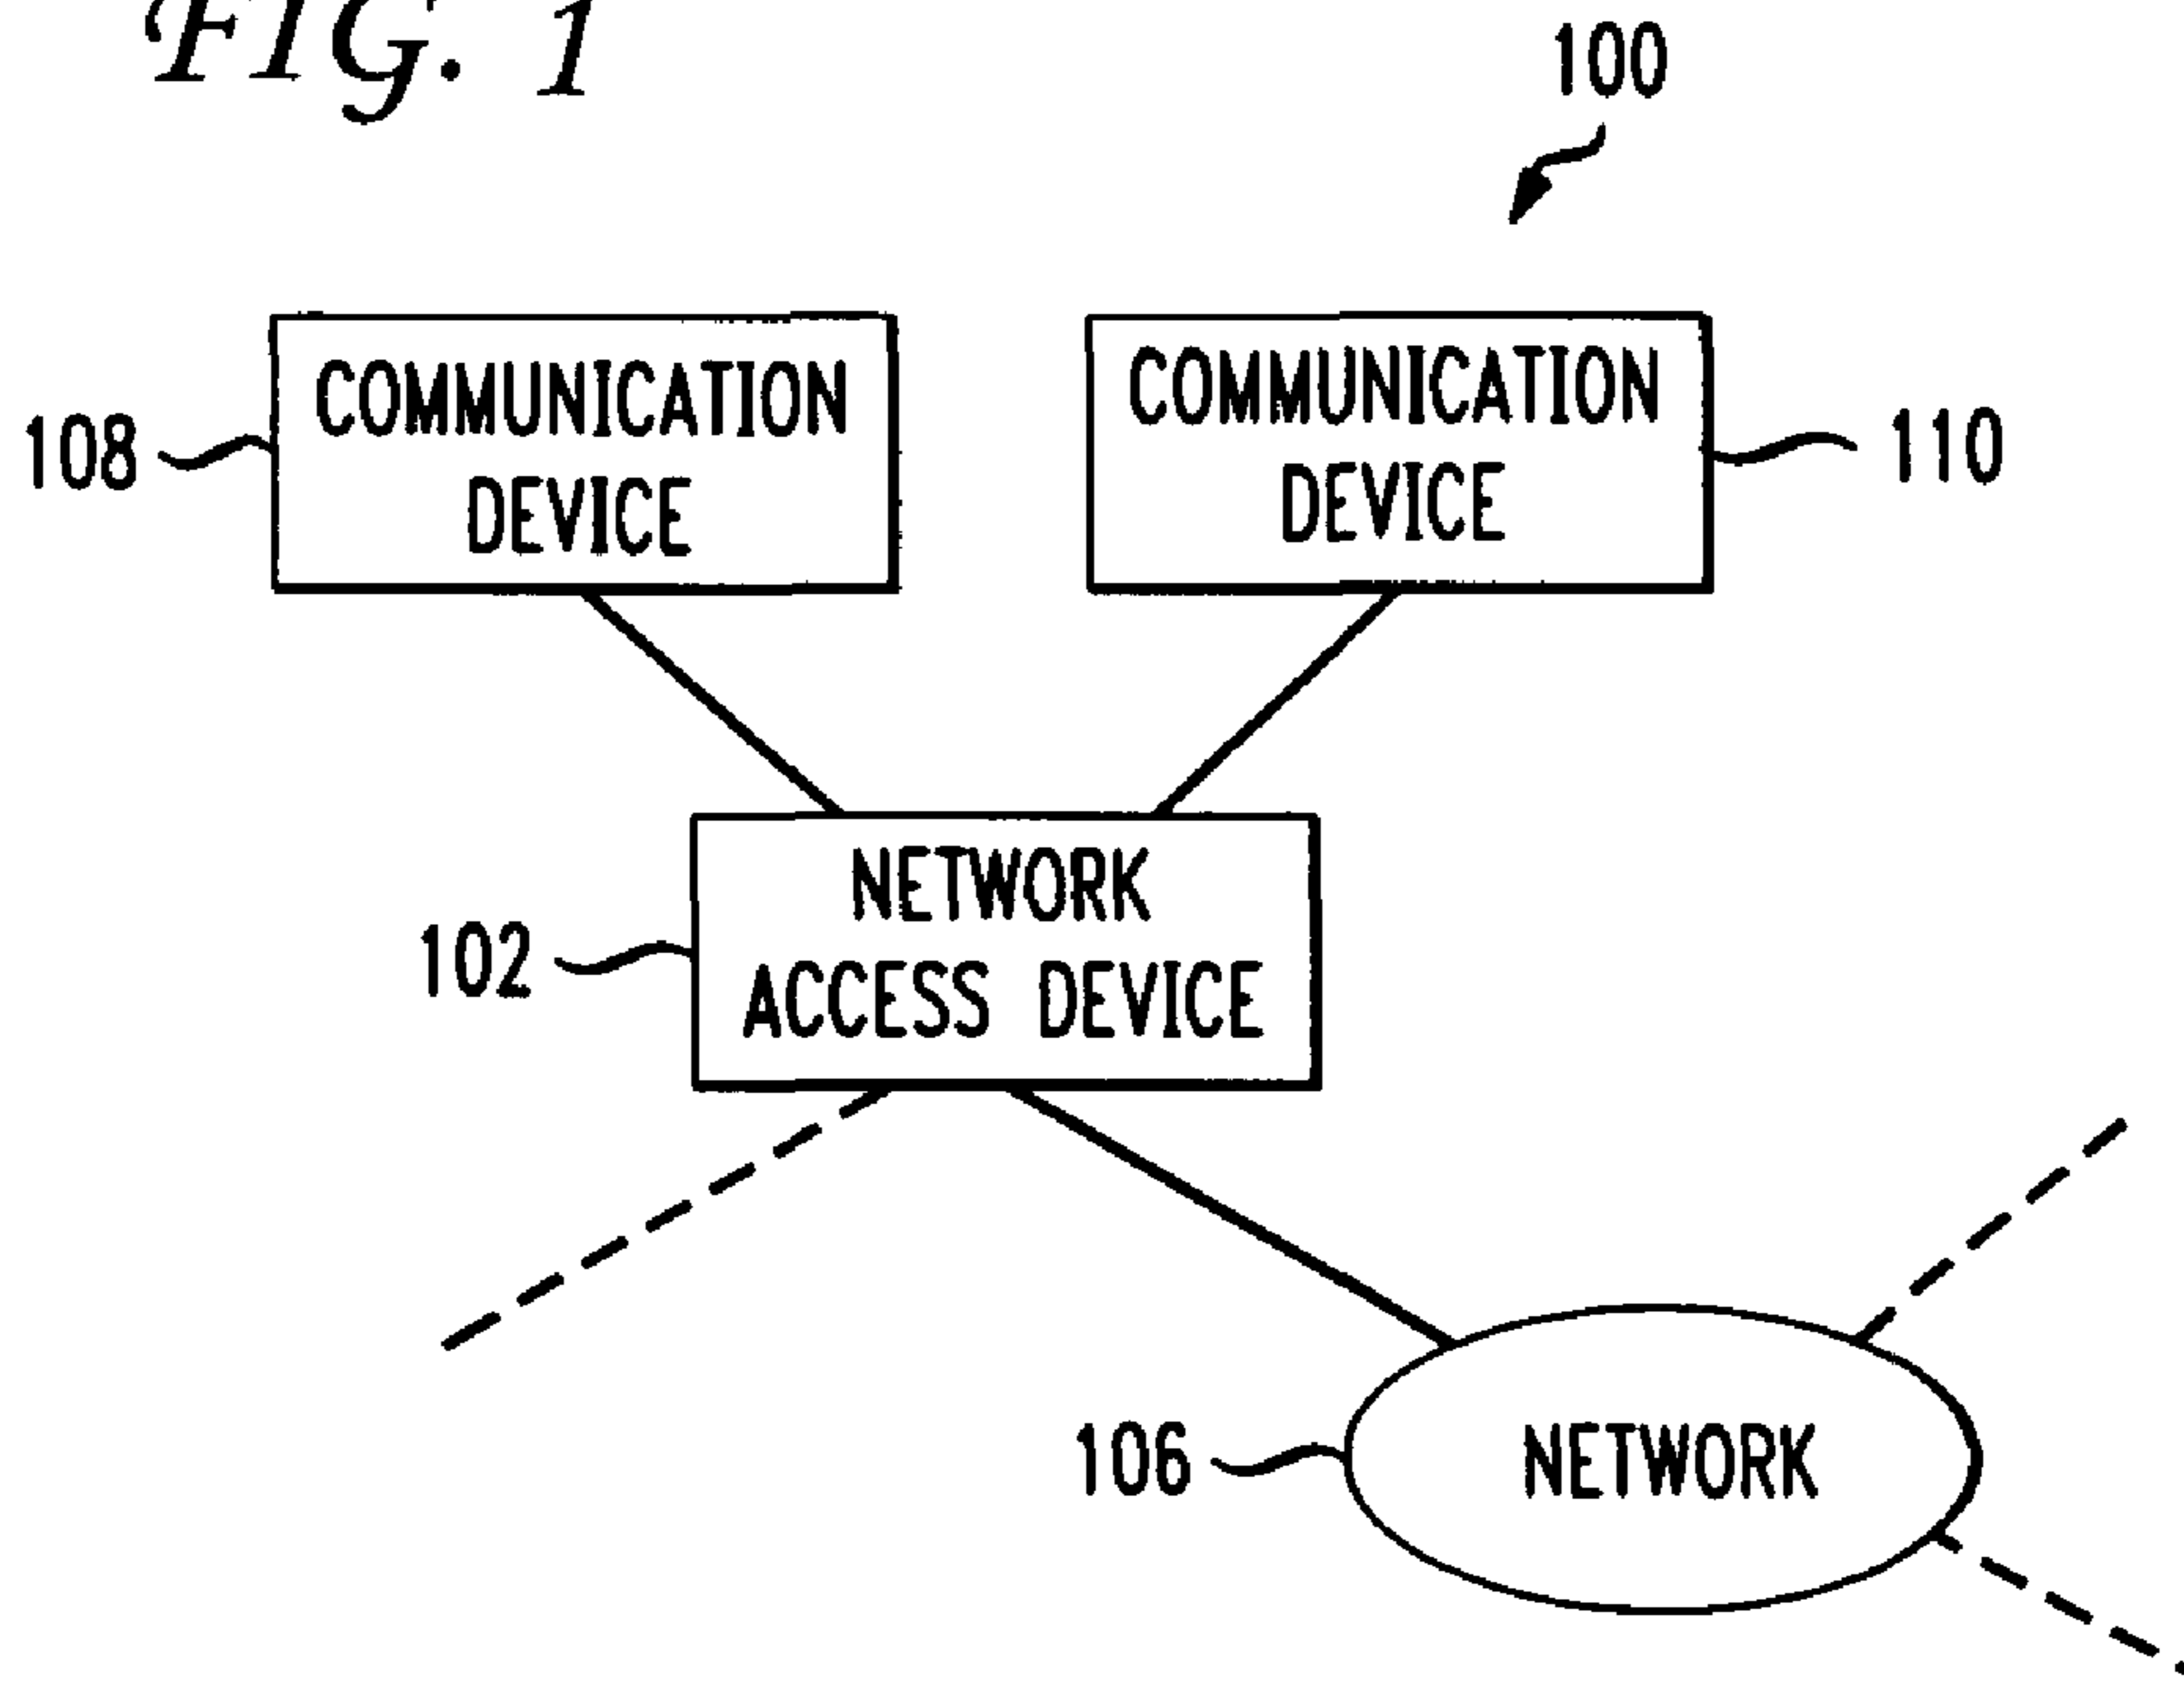 FIG. 1
100
COMMUNICATION
DEVICE
108
COMMUNICATION
DEVICE
110
NETWORK
ACCESS DEVICE
102
106
NETWORK